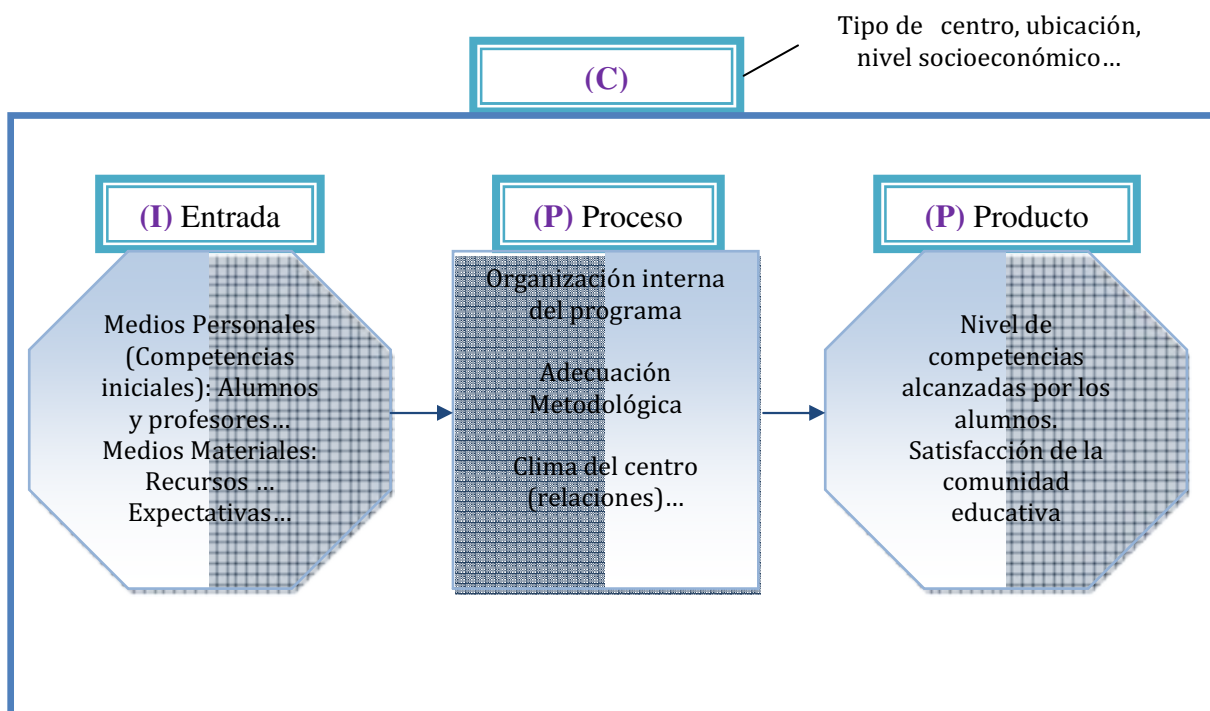 Tipo de centro, ubicación,
nivel socioeconómico…
(C)
(I) Entrada
Medios Personales
(Competencias
iniciales): Alumnos
y profesores…
Medios Materiales:
Recursos …
Expectativas…
(P) Proceso
Organización interna
del programa
Adecuación
Metodológica
Clima del centro
(relaciones)…
(P) Producto
Nivel de
competencias
alcanzadas por los
alumnos.
Satisfacción de la
comunidad
educativa